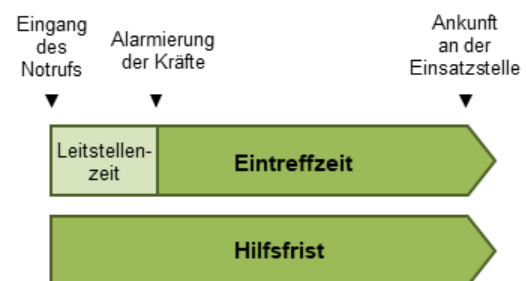 Eingang
des
Notrufs
Alarmierung
der Kräfte
Ankunft
an der
Einsatzstelle
Leitstellen-
zeit
Eintreffzeit
Hilfsfrist